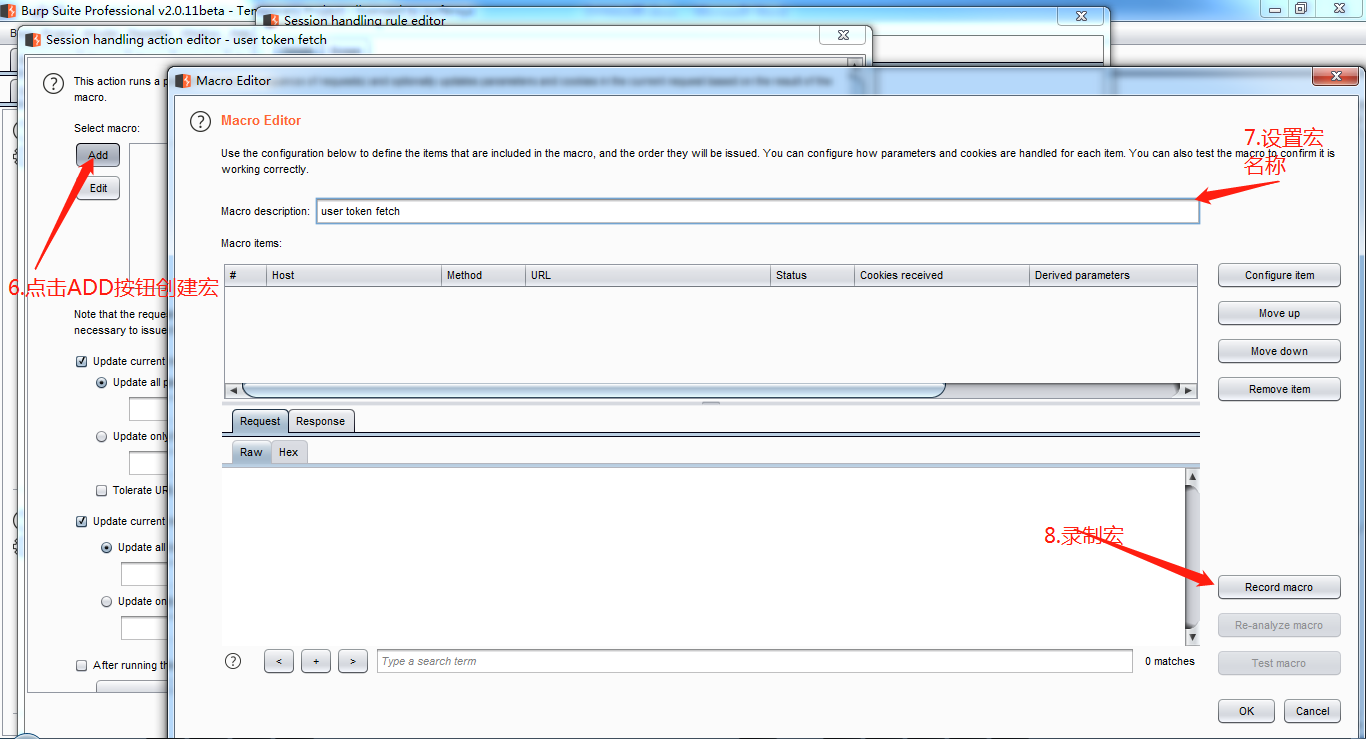 Burp Suite Professional v2.0.11beta - Ten
Session handling rule editor
Session handling action editor - user token fetch
Macro Editor
This action runs a p
macro.
Select macro:
Add
Edit
6.点击ADD按钮创建宏
Note that the reque
necessary to issue
Update current
Update all p
Update only
Tolerate UR
Update current
Update all
Update on
After running th
Macro Editor
Use the configuration below to define the items that are included in the macro, and the order they will be issued. You can configure how parameters and cookies are handled for each item. You can also test the macro to confirm it is
working correctly.
7.设置宏
名称
Macro description: user token fetch
Macro items:
# Host Method URL Status Cookies received Derived parameters
Configure item
Move up
Move down
Remove item
Request Response
Raw Hex
8.录制宏
Record macro
Re-analyze macro
Test macro
? < + > Type a search term 0 matches
OK Cancel